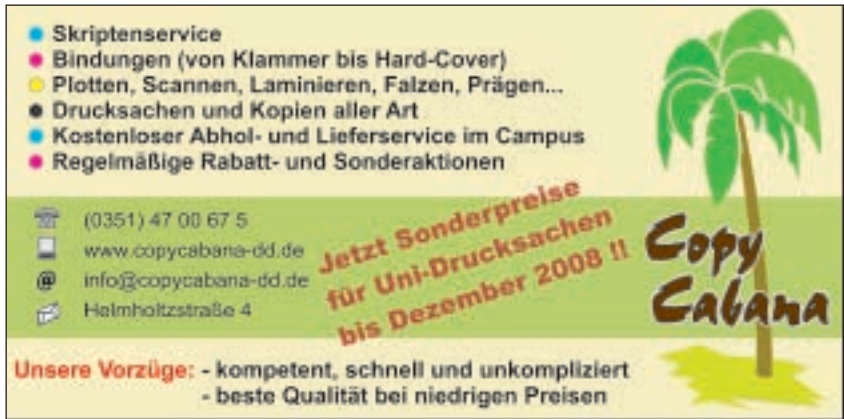 Skriptenservice
Bindungen (von Klammer bis Hard-Cover)
Plotten, Scannen, Laminieren, Falzen, Prägen...
Drucksachen und Kopien aller Art
Kostenloser Abhol- und Lieferservice im Campus
Regelmäßige Rabatt- und Sonderaktionen
(0351) 47 00 67 5
www.copycabana-dd.de
@ info@copycabana-dd.de
Helmholtzstraße 4
Jetzt Sonderpreise
für Uni-Drucksachen
bis Dezember 2008 !!
Copy
Cabana
Unsere Vorzüge: - kompetent, schnell und unkompliziert
- beste Qualität bei niedrigen Preisen